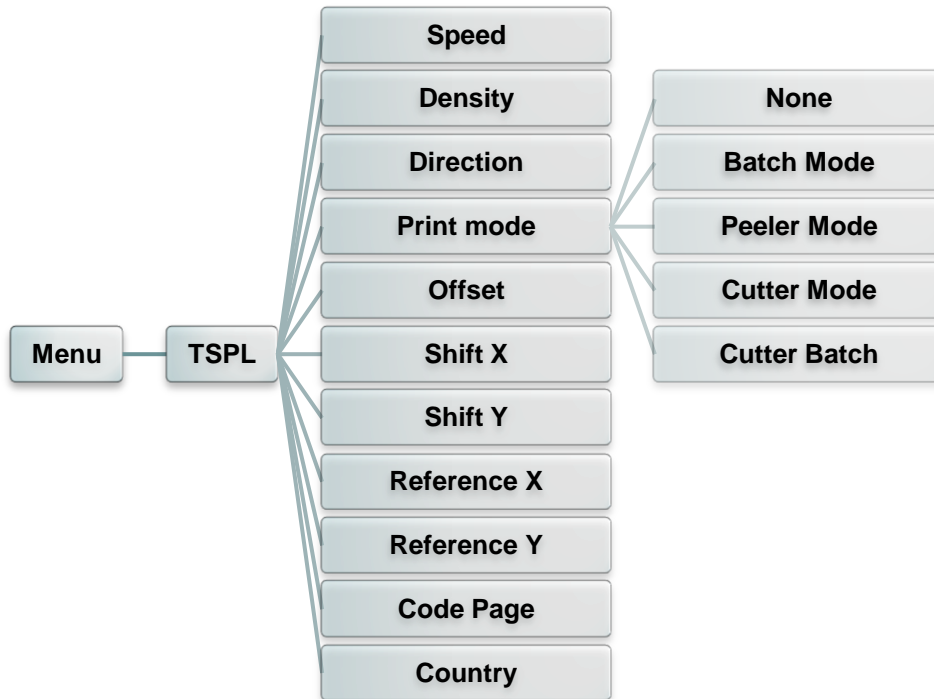 Menu
TSPL
Speed
Density
Direction
Print mode
Offset
Shift X
Shift Y
Reference X
Reference Y
Code Page
Country
None
Batch Mode
Peeler Mode
Cutter Mode
Cutter Batch